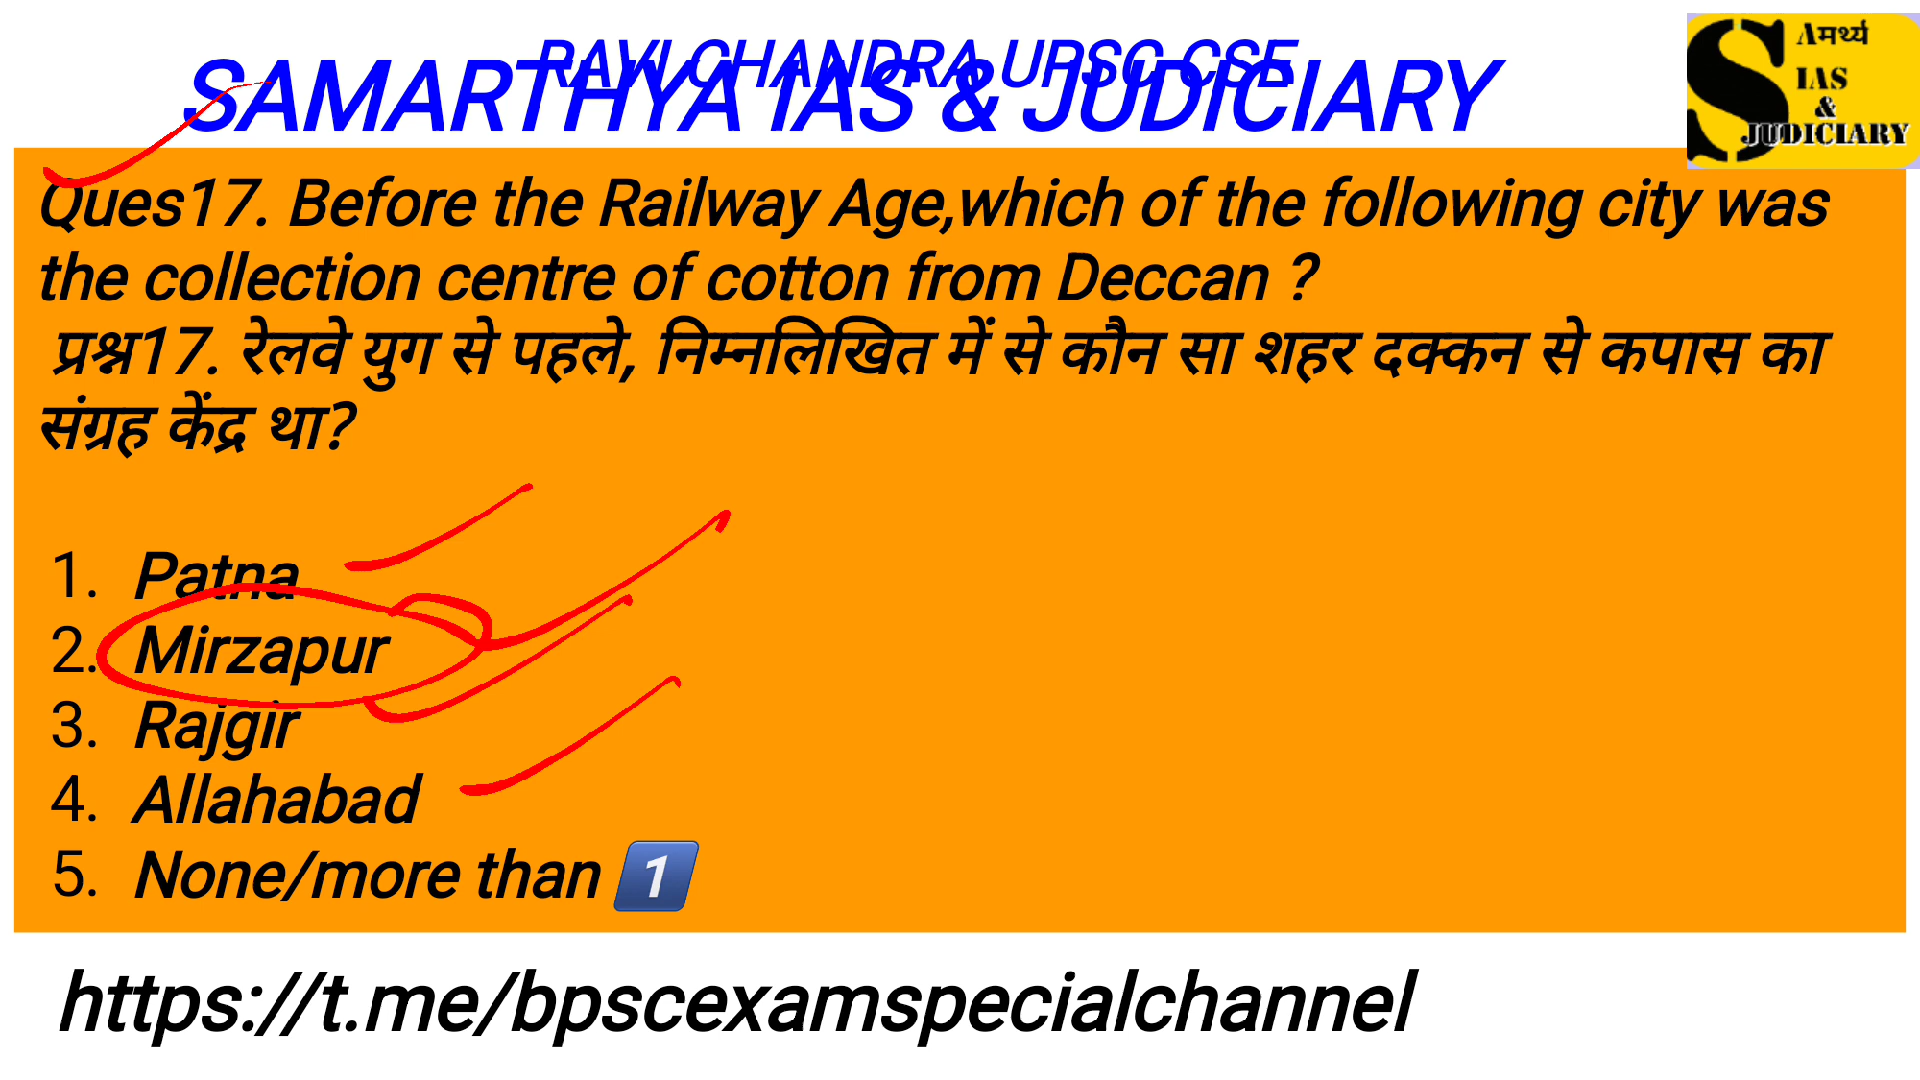 RAVI CHANDRA UPSC CSE
SAMARTHYA IAS & JUDICIARY
Aमर्थ्य
IAS
&
JUDICIARY
Ques17. Before the Railway Age,which of the following city was
the collection centre of cotton from Deccan ?
प्रश्न17. रेलवे युग से पहले, निम्नलिखित में से कौन सा शहर दक्कन से कपास का
संग्रह केंद्र था?
1. Patna
2. Mirzapur
3. Rajgir
4. Allahabad
5. None/more than 1
https://t.me/bpscexamspecialchannel